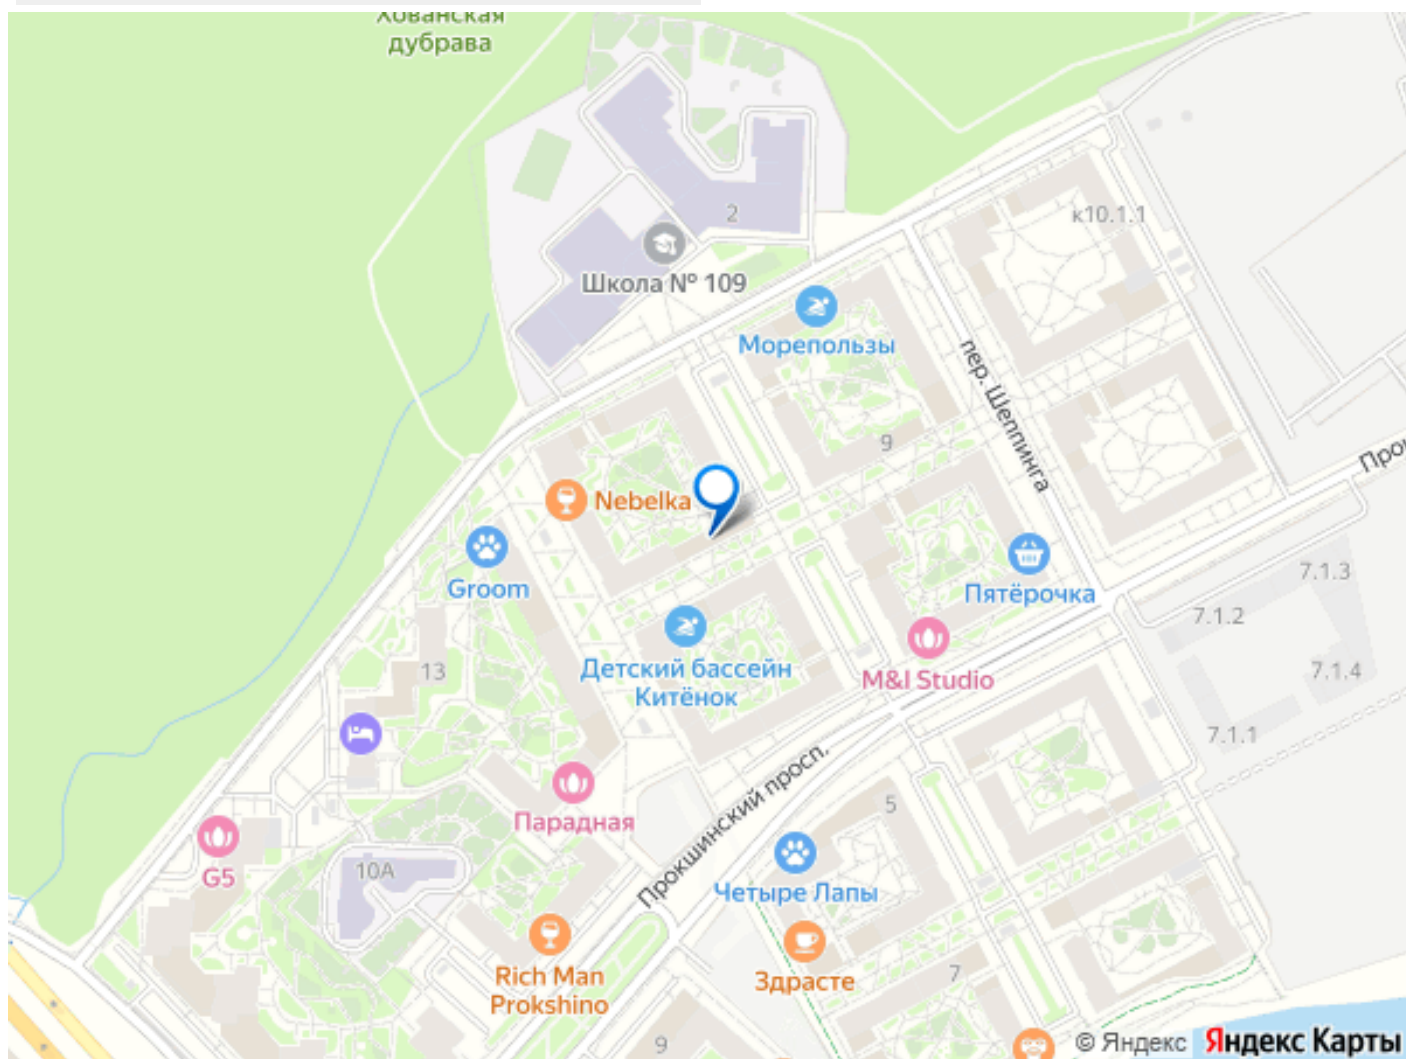 Хованская
дубрава
к10.1.1
2
Школа № 109
Морепользы
пер. Шеппинга
9
Nebelka
Groom
Пятёрочка
7.1.3
7.1.2
7.1.4
7.1.1
Детский бассейн
Китёнок
M&I Studio
13
Парадная
Прокшинский просп.
5
G5
10А
Четыре Лапы
Rich Man
Prokshino
Здрасте
7
9
© Яндекс Яндекс Карты